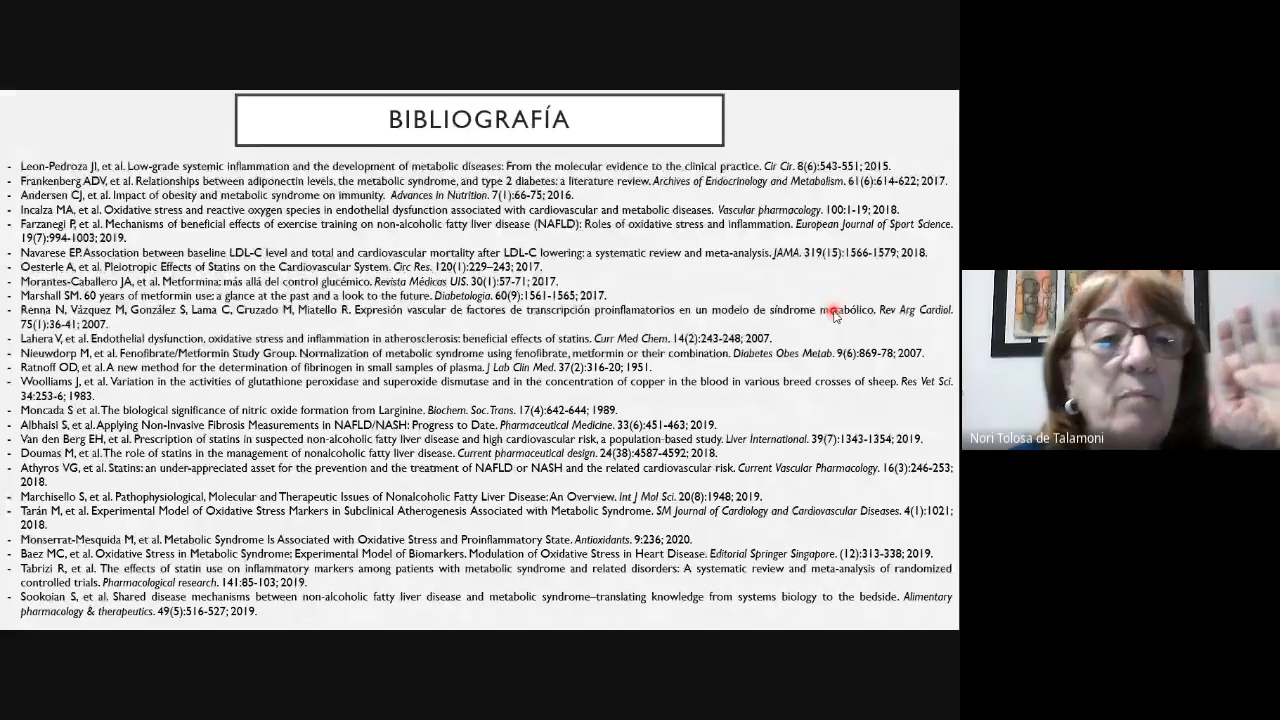 BIBLIOGRAFÍA
- Leon-Pedroza JI, et al. Low-grade systemic inflammation and the development of metabolic diseases: From the molecular evidence to the clinical practice. Cir Cir. 8(6):543-551; 2015.
- Frankenberg ADV, et al. Relationships between adiponectin levels, the metabolic syndrome, and type 2 diabetes: a literature review. Archives of Endocrinology and Metabolism. 61(6):614-622; 2017.
- Andersen CJ, et al. Impact of obesity and metabolic syndrome on immunity. Advances In Nutrition. 7(1):66-75; 2016.
- Incalza MA, et al. Oxidative stress and reactive oxygen species in endothelial dysfunction associated with cardiovascular and metabolic diseases. Vascular pharmacology. 100:1-19; 2018.
- Farzanegi P, et al. Mechanisms of beneficial effects of exercise training on non-alcoholic fatty liver disease (NAFLD): Roles of oxidative stress and inflammation. European Journal of Sport Science.
19(7):994-1003; 2019.
- Navarese EP. Association between baseline LDL-C level and total and cardiovascular mortality after LDL-C lowering: a systematic review and meta-analysis. JAMA. 319(15):1566-1579; 2018.
- Oesterle A, et al. Pleiotropic Effects of Statins on the Cardiovascular System. Circ Res. 120(1):229–243; 2017.
- Morantes-Caballero JA, et al. Metformina: más allá del control glucémico. Revista Médicas UIS. 30(1):57-71; 2017.
- Marshall SM. 60 years of metformin use: a glance at the past and a look to the future. Diabetologia. 60(9):1561-1565; 2017.
- Renna N, Vázquez M, González S, Lama C, Cruzado M, Miatello R. Expresión vascular de factores de transcripción proinflamatorios en un modelo de síndrome metabólico. Rev Arg Cardiol.
75(1):36-41; 2007.
- Lahera V, et al. Endothelial dysfunction, oxidative stress and inflammation in atherosclerosis: beneficial effects of statins. Curr Med Chem. 14(2):243-248; 2007.
- Nieuwdorp M, et al. Fenofibrate/Metformin Study Group. Normalization of metabolic syndrome using fenofibrate, metformin or their combination. Diabetes Obes Metab. 9(6):869-78; 2007.
- Ratnoff OD, et al. A new method for the determination of fibrinogen in small samples of plasma. J Lab Clin Med. 37(2):316-20; 1951.
- Woolliams J, et al. Variation in the activities of glutathione peroxidase and superoxide dismutase and in the concentration of copper in the blood in various breed crosses of sheep. Res Vet Sci.
34:253-6; 1983.
- Moncada S et al. The biological significance of nitric oxide formation from Larginine. Biochem. Soc. Trans. 17(4):642-644; 1989.
- Albhaisi S, et al. Applying Non-Invasive Fibrosis Measurements in NAFLD/NASH: Progress to Date. Pharmaceutical Medicine. 33(6):451-463; 2019.
- Van den Berg EH, et al. Prescription of statins in suspected non-alcoholic fatty liver disease and high cardiovascular risk, a population-based study. Liver International. 39(7):1343-1354; 2019.
- Doumas M, et al. The role of statins in the management of nonalcoholic fatty liver disease. Current pharmaceutical design. 24(38):4587-4592; 2018.
- Athyros VG, et al. Statins: an under-appreciated asset for the prevention and the treatment of NAFLD or NASH and the related cardiovascular risk. Current Vascular Pharmacology. 16(3):246-253;
2018.
- Marchisello S, et al. Pathophysiological, Molecular and Therapeutic Issues of Nonalcoholic Fatty Liver Disease: An Overview. Int J Mol Sci. 20(8):1948; 2019.
- Tarán M, et al. Experimental Model of Oxidative Stress Markers in Subclinical Atherogenesis Associated with Metabolic Syndrome. SM Journal of Cardiology and Cardiovascular Diseases. 4(1):1021;
2018.
- Monserrat-Mesquida M, et al. Metabolic Syndrome Is Associated with Oxidative Stress and Proinflammatory State. Antioxidants. 9:236; 2020.
- Baez MC, et al. Oxidative Stress in Metabolic Syndrome: Experimental Model of Biomarkers. Modulation of Oxidative Stress in Heart Disease. Editorial Springer Singapore. (12):313-338; 2019.
- Tabrizi R, et al. The effects of statin use on inflammatory markers among patients with metabolic syndrome and related disorders: A systematic review and meta-analysis of randomized
controlled trials. Pharmacological research. 141:85-103; 2019.
- Sookoian S, et al. Shared disease mechanisms between non-alcoholic fatty liver disease and metabolic syndrome–translating knowledge from systems biology to the bedside. Alimentary
pharmacology & therapeutics. 49(5):516-527; 2019.
Nori Tolosa de Talamoni